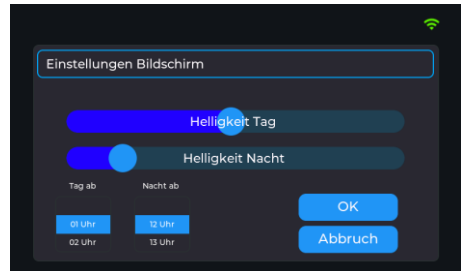 Einstellungen Bildschirm
Helligkeit Tag
Helligkeit Nacht
Tag ab Nacht ab
01 Uhr 12 Uhr
02 Uhr 13 Uhr
OK
Abbruch